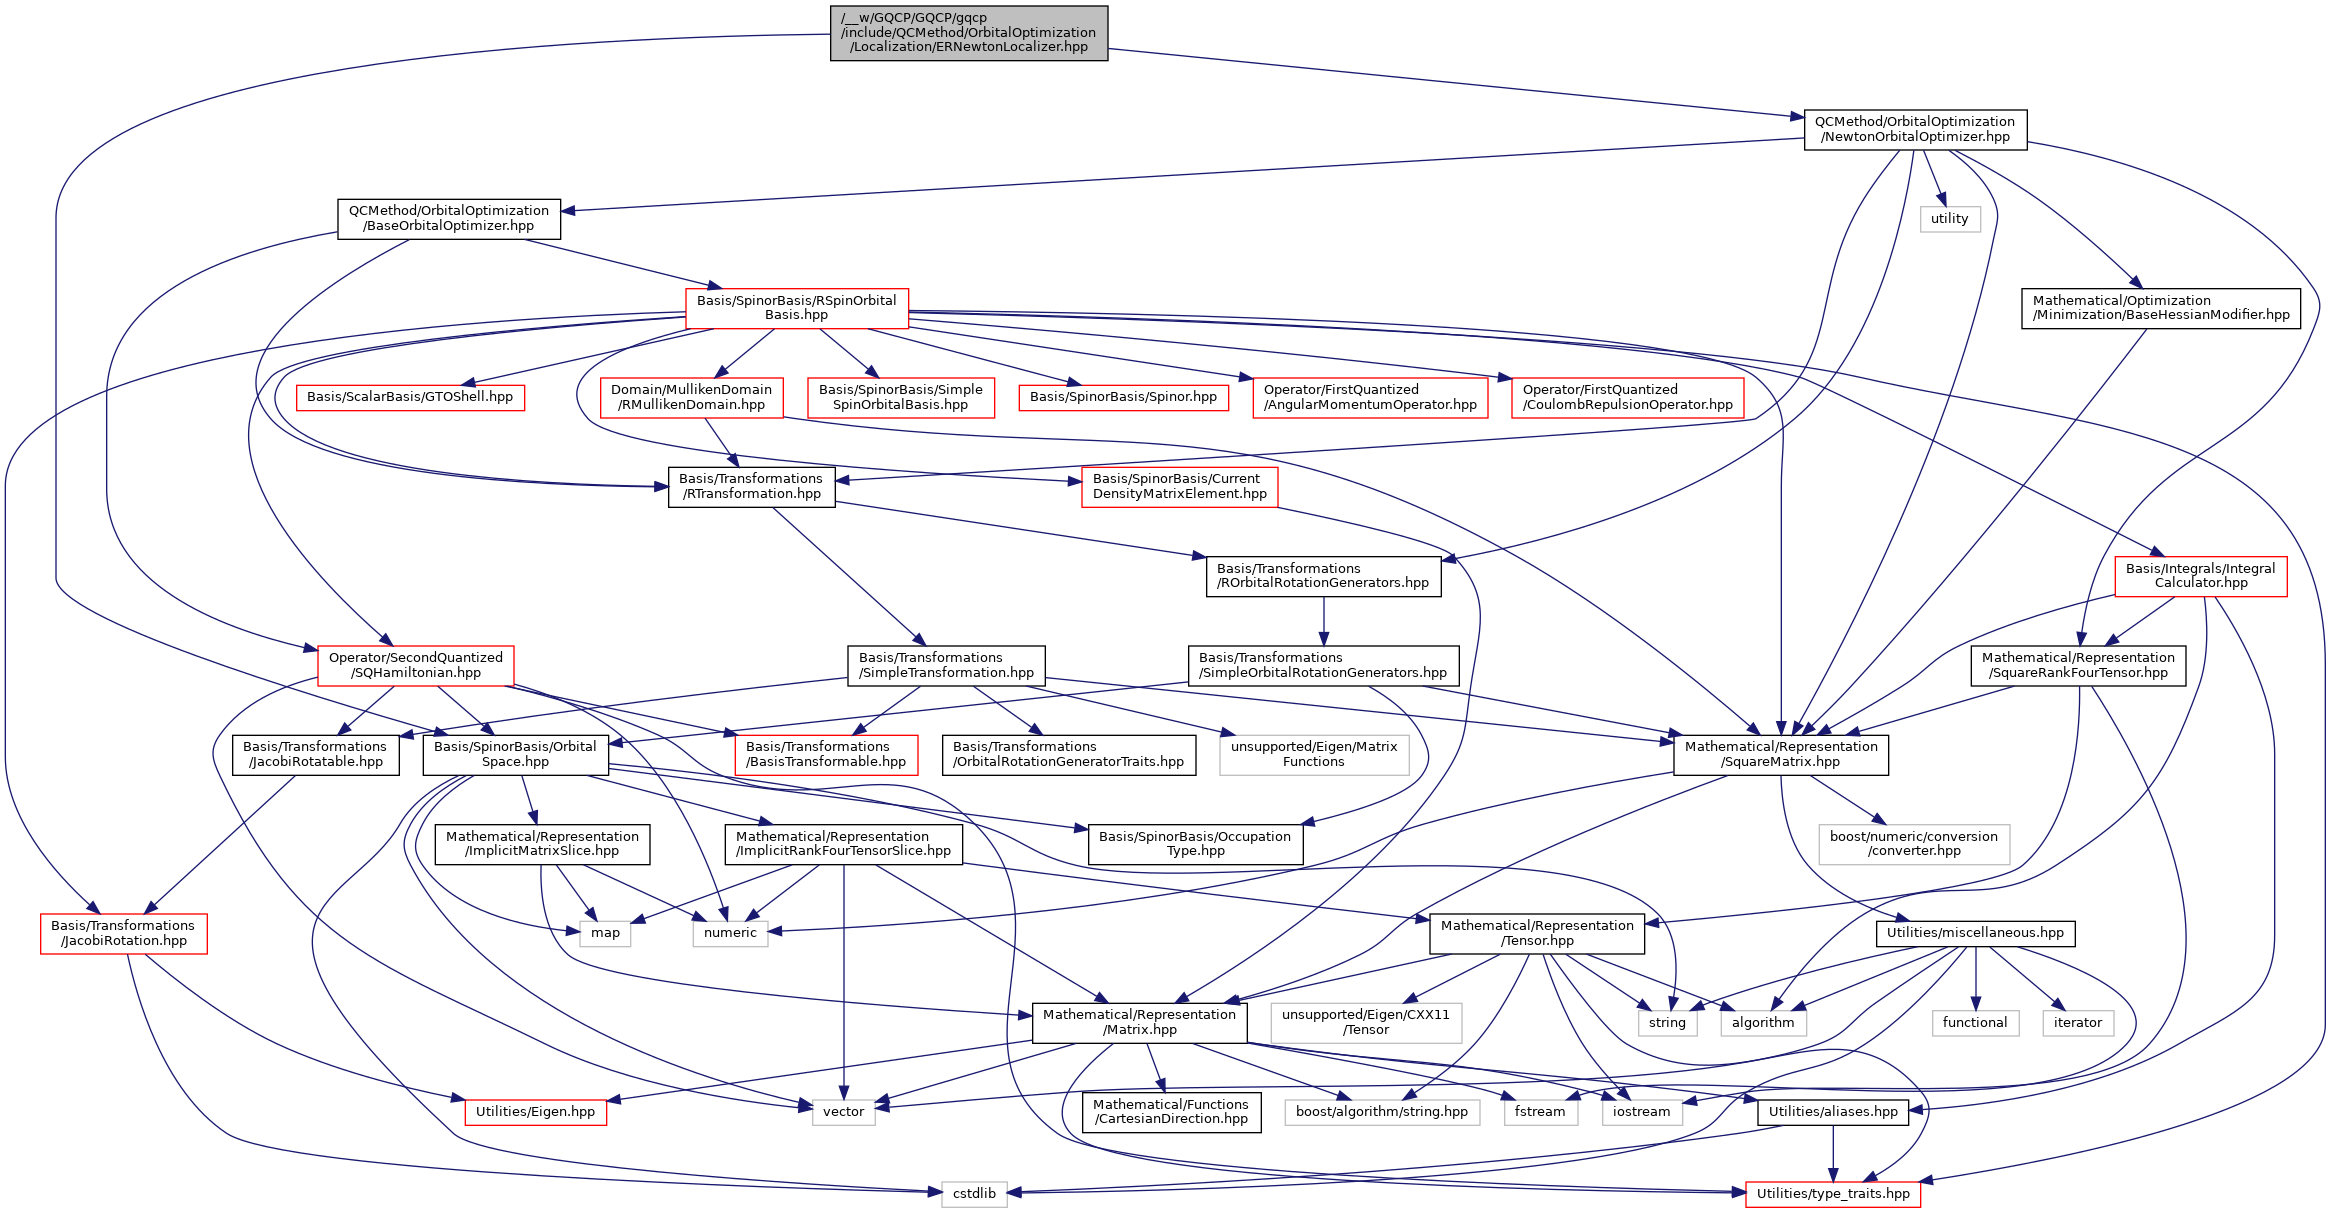 /__w/GQCP/GQCP/gqcp
/include/QCMethod/OrbitalOptimization
/Localization/ERNewtonLocalizer.hpp
QCMethod/OrbitalOptimization
/NewtonOrbitalOptimizer.hpp
QCMethod/OrbitalOptimization
/BaseOrbitalOptimizer.hpp
utility
Basis/SpinorBasis/RSpinOrbital
Basis.hpp
Mathematical/Optimization
/Minimization/BaseHessianModifier.hpp
Basis/ScalarBasis/GTOShell.hpp
Domain/MullikenDomain
/RMullikenDomain.hpp
Basis/SpinorBasis/Simple
SpinOrbitalBasis.hpp
Basis/SpinorBasis/Spinor.hpp
Operator/FirstQuantized
/AngularMomentumOperator.hpp
Operator/FirstQuantized
/CoulombRepulsionOperator.hpp
Basis/Transformations
/RTransformation.hpp
Basis/SpinorBasis/Current
DensityMatrixElement.hpp
Basis/Transformations
/ROrbitalRotationGenerators.hpp
Basis/Integrals/Integral
Calculator.hpp
Operator/SecondQuantized
/SQHamiltonian.hpp
Basis/Transformations
/SimpleTransformation.hpp
Basis/Transformations
/SimpleOrbitalRotationGenerators.hpp
Mathematical/Representation
/SquareRankFourTensor.hpp
Basis/Transformations
/JacobiRotatable.hpp
Basis/SpinorBasis/Orbital
Space.hpp
Basis/Transformations
/BasisTransformable.hpp
Basis/Transformations
/OrbitalRotationGeneratorTraits.hpp
unsupported/Eigen/Matrix
Functions
Mathematical/Representation
/SquareMatrix.hpp
Mathematical/Representation
/ImplicitMatrixSlice.hpp
Mathematical/Representation
/ImplicitRankFourTensorSlice.hpp
Basis/SpinorBasis/Occupation
Type.hpp
boost/numeric/conversion
/converter.hpp
Basis/Transformations
/JacobiRotation.hpp
map
numeric
Mathematical/Representation
/Tensor.hpp
Utilities/miscellaneous.hpp
Mathematical/Representation
/Matrix.hpp
unsupported/Eigen/CXX11
/Tensor
string
algorithm
functional
iterator
Utilities/Eigen.hpp
vector
Mathematical/Functions
/CartesianDirection.hpp
boost/algorithm/string.hpp
fstream
iostream
Utilities/aliases.hpp
cstdlib
Utilities/type_traits.hpp